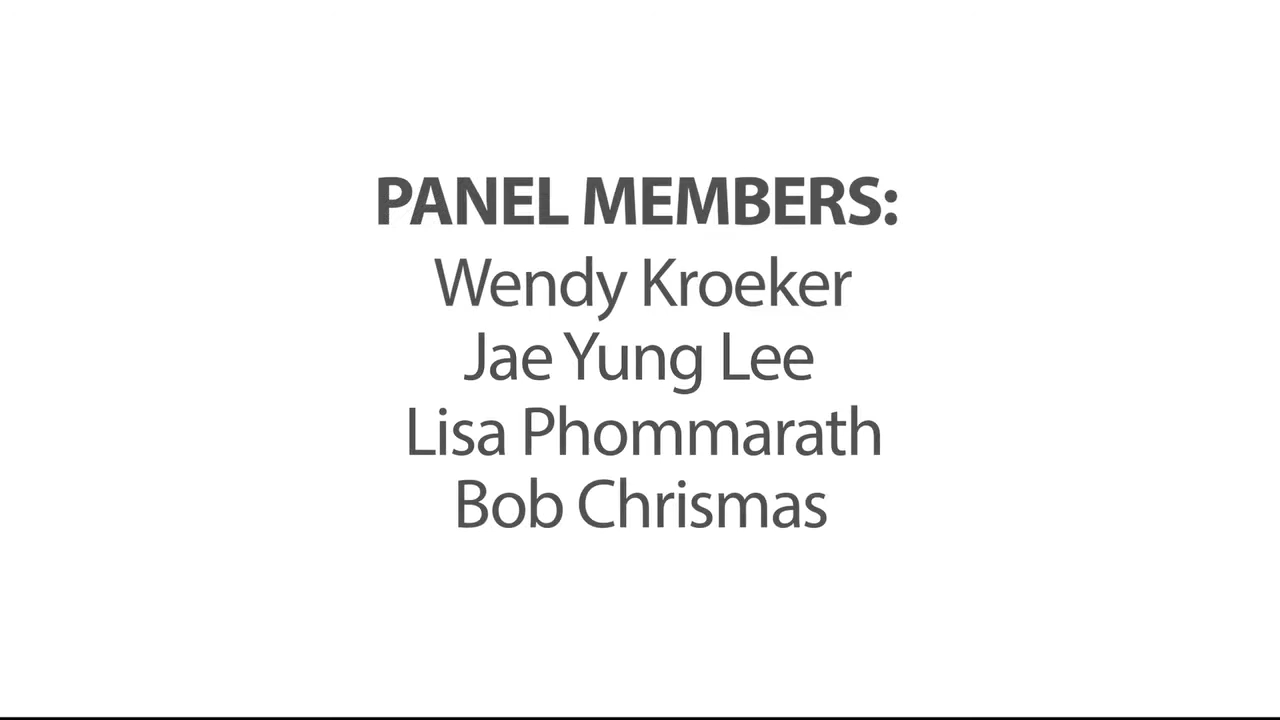 PANEL MEMBERS:
Wendy Kroeker
Jae Yung Lee
Lisa Phommarath
Bob Chrismas